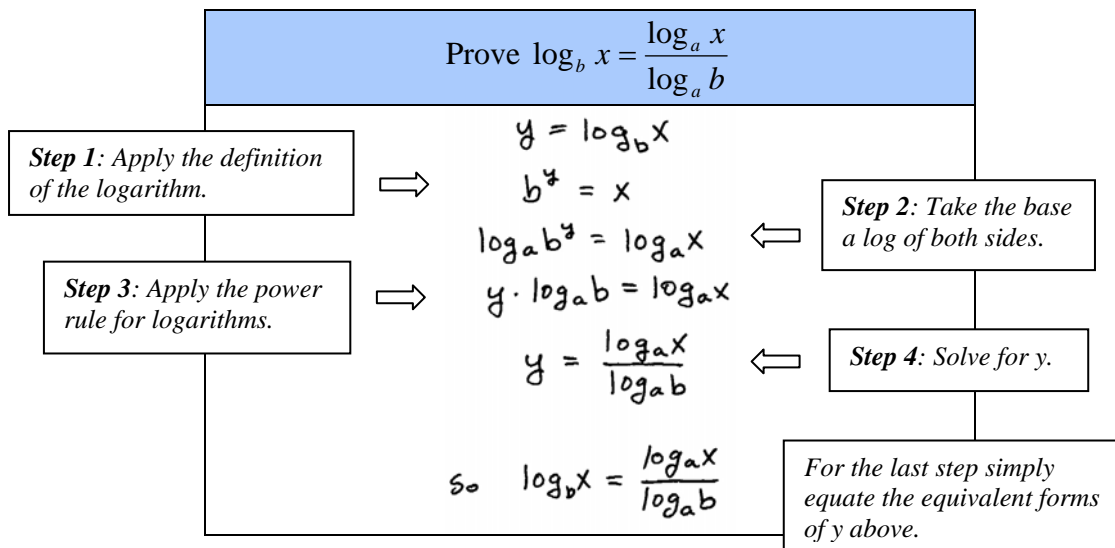 Prove log_b x = log_a x / log_a b
y = log_b x
Step 1: Apply the definition
of the logarithm.
b^y = x
Step 2: Take the base
a log of both sides.
log_a b^y = log_a x
Step 3: Apply the power
rule for logarithms.
y · log_a b = log_a x
Step 4: Solve for y.
y = log_a x / log_a b
For the last step simply
equate the equivalent forms
of y above.
So log_b x = log_a x / log_a b